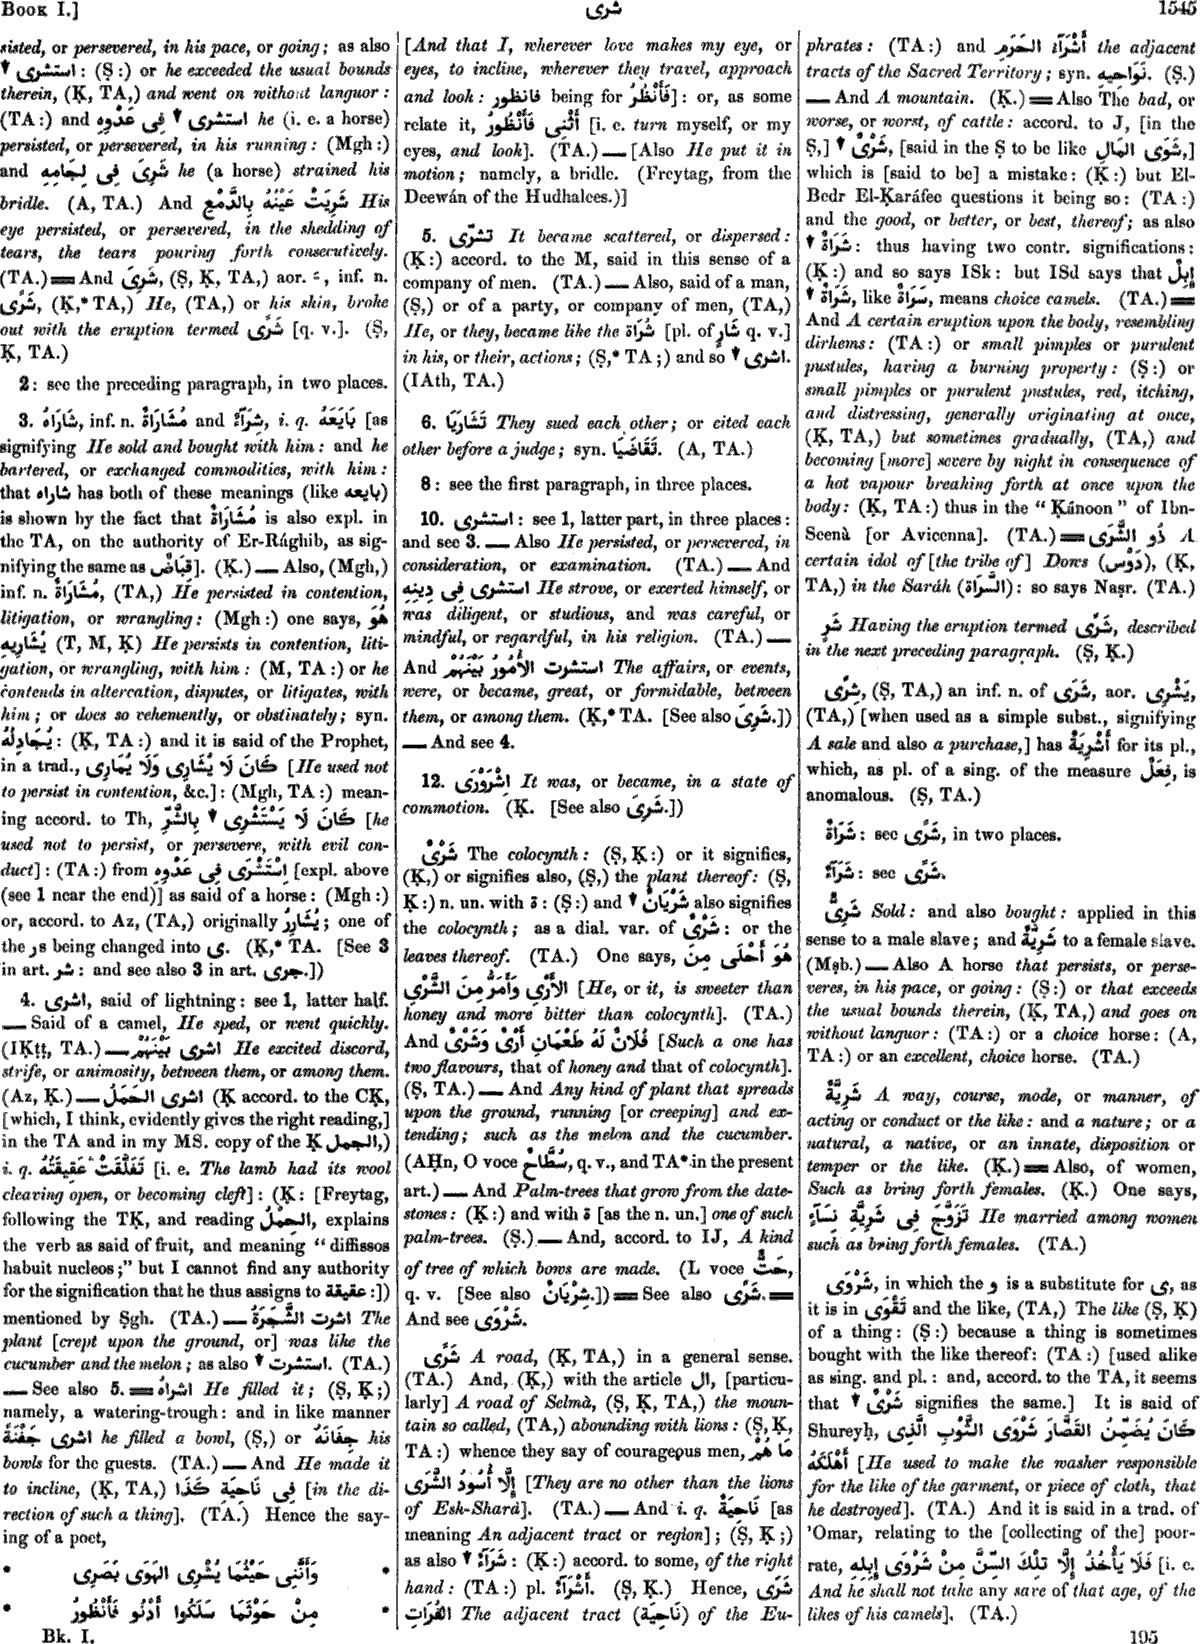 Book I.]
شرى
1545
sisted, or persevered, in his pace, or going; as also
▼ استشرى : (Ṣ:) or he exceeded the usual bounds
therein, (Ḳ, TA,) and went on without languor:
(TA:) and استشرى ▼ فِى عَدْوِهِ he (i. e. a horse)
persisted, or persevered, in his running: (Mgh:)
and شَرِىَ فِى لِجَامِهِ he (a horse) strained his
bridle. (A, TA.) And شَرِيَتْ عَيْنُهُ بِالدَّمْعِ His
eye persisted, or persevered, in the shedding of
tears, the tears pouring forth consecutively.
(TA.) = And شَرِىَ, (Ṣ, Ḳ, TA,) aor. ـَ, inf. n.
شَرًى, (Ḳ,* TA,) He, (TA,) or his skin, broke
out with the eruption termed شَرًى [q. v.]. (Ṣ,
Ḳ, TA.)
2: see the preceding paragraph, in two places.
3. شَارَاهُ, inf. n. مُشَارَاةٌ and شِرَآءٌ, i. q. بَايَعَهُ [as
signifying He sold and bought with him: and he
bartered, or exchanged commodities, with him:
that شاراه has both of these meanings (like بايعه)
is shown by the fact that مُشَارَاةٌ is also expl. in
the TA, on the authority of Er-Rághib, as sig-
nifying the same as قِيَاضٌ]. (Ḳ.) — Also, (Mgh,)
inf. n. مُشَارَاةٌ, (TA,) He persisted in contention,
litigation, or wrangling: (Mgh:) one says, هُوَ
يُشَارِيهِ (T, M, Ḳ) He persists in contention, liti-
gation, or wrangling, with him: (M, TA:) or he
contends in altercation, disputes, or litigates, with
him; or does so vehemently, or obstinately; syn.
يُجَادِلُهُ: (Ḳ, TA:) and it is said of the Prophet,
in a trad., كَانَ لَا يُشَارِى وَلَا يُمَارِى [He used not
to persist in contention, &c.]: (Mgh, TA:) mean-
ing accord. to Th, كَانَ لَا يَسْتَشْرِى ▼ بِالشَّرِّ [he
used not to persist, or persevere, with evil con-
duct]: (TA:) from اِسْتَشْرَى فِى عَدْوِهِ [expl. above
(see 1 near the end)] as said of a horse: (Mgh:)
or, accord. to Az, (TA,) originally يُشَارِرُ; one of
the رs being changed into ى. (Ḳ,* TA. [See 3
in art. شر: and see also 3 in art. جرى.])
4. اشرى, said of lightning: see 1, latter half.
— Said of a camel, He sped, or went quickly.
(IḲṭṭ, TA.) — اشرى بَيْنَهُمْ He excited discord,
strife, or animosity, between them, or among them.
(Az, Ḳ.) — اشرى الحَمَلُ (Ḳ accord. to the CḲ,
[which, I think, evidently gives the right reading,]
in the TA and in my MS. copy of the Ḳ الجمل,)
i. q. تَفَلَّقَتْ عَقِيقَتُهُ [i. e. The lamb had its wool
cleaving open, or becoming cleft]: (Ḳ: [Freytag,
following the TḲ, and reading الحِمْلُ, explains
the verb as said of fruit, and meaning "diffissos
habuit nucleos;" but I cannot find any authority
for the signification that he thus assigns to عقيقة:])
mentioned by Ṣgh. (TA.) — اشرت الشَّجَرَةُ The
plant [crept upon the ground, or] was like the
cucumber and the melon; as also ▼ استشرت. (TA.)
— See also 5. = اشراهُ He filled it; (Ṣ, Ḳ;)
namely, a watering-trough: and in like manner
اشرى جَفْنَةً he filled a bowl, (Ṣ,) or جِفَانَهُ his
bowls for the guests. (TA.) — And He made it
to incline, (Ḳ, TA,) فِى نَاحِيَةِ كَذَا [in the di-
rection of such a thing]. (TA.) Hence the say-
ing of a poet,
* وَأَنَّنِى حَيْثُمَا يُشْرِى الهَوَى بَصَرِى *
* مِنْ حَوْثَمَا سَلَكُوا أَدْنُو فَأَنْظُورُ *
Bk. I.
[And that I, wherever love makes my eye, or
eyes, to incline, wherever they travel, approach
and look: فانظور being for فَأَنْظُرُ]: or, as some
relate it, أَثْنِى فَأَنْظُورُ [i. e. turn myself, or my
eyes, and look]. (TA.) — [Also He put it in
motion; namely, a bridle. (Freytag, from the
Deewán of the Hudhalees.)]
5. تشرّى It became scattered, or dispersed:
(Ḳ:) accord. to the M, said in this sense of a
company of men. (TA.) — Also, said of a man,
(Ṣ,) or of a party, or company of men, (TA,)
He, or they, became like the شُرَاة [pl. of شَارٍ q. v.]
in his, or their, actions; (Ṣ,* TA;) and so ▼ اشرى.
(IAth, TA.)
6. تَشَارَيَا They sued each other; or cited each
other before a judge; syn. تَقَاضَيَا. (A, TA.)
8: see the first paragraph, in three places.
10. استشرى: see 1, latter part, in three places:
and see 3. — Also He persisted, or persevered, in
consideration, or examination. (TA.) — And
استشرى فِى دِينِهِ He strove, or exerted himself, or
was diligent, or studious, and was careful, or
mindful, or regardful, in his religion. (TA.) —
And استشرت الأُمُورُ بَيْنَهُمْ The affairs, or events,
were, or became, great, or formidable, between
them, or among them. (Ḳ,* TA. [See also شَرِىَ.])
— And see 4.
12. اِشْرَوْرَى It was, or became, in a state of
commotion. (Ḳ. [See also شَرِىَ.])
شَرْىٌ The colocynth: (Ṣ, Ḳ:) or it signifies,
(Ḳ,) or signifies also, (Ṣ,) the plant thereof: (Ṣ,
Ḳ:) n. un. with ة: (Ṣ:) and ▼ شَرْيَانٌ also signifies
the colocynth; as a dial. var. of شَرْىٌ: or the
leaves thereof. (TA.) One says, هُوَ أَحْلَى مِنَ
الأَرْىِ وَأَمَرُّ مِنَ الشَّرْىِ [He, or it, is sweeter than
honey and more bitter than colocynth]. (TA.)
And فُلَانٌ لَهُ طَعْمَانِ أَرْىٌ وَشَرْىٌ [Such a one has
two flavours, that of honey and that of colocynth].
(Ṣ, TA.) — And Any kind of plant that spreads
upon the ground, running [or creeping] and ex-
tending; such as the melon and the cucumber.
(AḤn, O voce سُطَّاحٌ, q. v., and TA* in the present
art.) — And Palm-trees that grow from the date-
stones: (Ḳ:) and with ة [as the n. un.] one of such
palm-trees. (Ṣ.) — And, accord. to IJ, A kind
of tree of which bows are made. (L voce حَتٌّ,
q. v. [See also شِرْيَانٌ.]) = See also شَرًى. =
And see شَرْوَى.
شَرًى A road, (Ḳ, TA,) in a general sense.
(TA.) And, (Ḳ,) with the article ال, [particu-
larly] A road of Selmà, (Ṣ, Ḳ, TA,) the moun-
tain so called, (TA,) abounding with lions: (Ṣ, Ḳ,
TA:) whence they say of courageous men, مَا هُمْ
إِلَّا أُسُودُ الشَّرَى [They are no other than the lions
of Esh-Sharà]. (TA.) — And i. q. نَاحِيَةٌ [as
meaning An adjacent tract or region]; (Ṣ, Ḳ;)
as also ▼ شَرَآءٌ: (Ḳ:) accord. to some, of the right
hand: (TA:) pl. أَشْرَآءٌ. (Ṣ, Ḳ.) Hence, شَرَى
الفُرَاتِ The adjacent tract (نَاحِيَة) of the Eu-
phrates: (TA:) and أَشْرَآءُ الحَرَمِ the adjacent
tracts of the Sacred Territory; syn. نَوَاحِيهِ. (Ṣ.)
— And A mountain. (Ḳ.) = Also The bad, or
worse, or worst, of cattle: accord. to J, [in the
Ṣ,] ▼ شَرْىٌ, [said in the Ṣ to be like شَوَى المَالِ,]
which is [said to be] a mistake: (Ḳ:) but El-
Bedr El-Ḳaráfee questions it being so: (TA:)
and the good, or better, or best, thereof; as also
▼ شَرَاةٌ: thus having two contr. significations:
(Ḳ:) and so says ISk: but ISd says that إِبِلٌ
▼ شَرَاةٌ, like سَرَاةٌ, means choice camels. (TA.) =
And A certain eruption upon the body, resembling
dirhems: (TA:) or small pimples or purulent
pustules, having a burning property: (Ṣ:) or
small pimples or purulent pustules, red, itching,
and distressing, generally originating at once,
(Ḳ, TA,) but sometimes gradually, (TA,) and
becoming [more] severe by night in consequence of
a hot vapour breaking forth at once upon the
body: (Ḳ, TA:) thus in the "Ḳánoon" of Ibn-
Seenà [or Avicenna]. (TA.) = ذُو الشَّرَى A
certain idol of [the tribe of] Dows (دَوْس), (Ḳ,
TA,) in the Saráh (السَّرَاة): so says Naṣr. (TA.)
شَرٍ Having the eruption termed شَرًى, described
in the next preceding paragraph. (Ṣ, Ḳ.)
شِرًى, (Ṣ, TA,) an inf. n. of شَرَى, aor. يَشْرِى,
(TA,) [when used as a simple subst., signifying
A sale and also a purchase,] has أَشْرِيَةٌ for its pl.,
which, as pl. of a sing. of the measure فِعَلٌ, is
anomalous. (Ṣ, TA.)
شَرَاةٌ: see شَرًى, in two places.
شَرَآءٌ: see شَرًى.
شَرِىٌّ Sold: and also bought: applied in this
sense to a male slave; and شَرِيَّةٌ to a female slave.
(Mṣb.) — Also A horse that persists, or perse-
veres, in his pace, or going: (Ṣ:) or that exceeds
the usual bounds therein, (Ḳ, TA,) and goes on
without languor: (TA:) or a choice horse: (A,
TA:) or an excellent, choice horse. (TA.)
شَرِيَّةٌ A way, course, mode, or manner, of
acting or conduct or the like: and a nature; or a
natural, a native, or an innate, disposition or
temper or the like. (Ḳ.) = Also, of women,
Such as bring forth females. (Ḳ.) One says,
تَزَوَّجَ فِى شَرِيَّةِ نِسَآءٍ He married among women
such as bring forth females. (TA.)
شَرْوَى, in which the و is a substitute for ى, as
it is in تَقْوَى and the like, (TA,) The like (Ṣ, Ḳ)
of a thing: (Ṣ:) because a thing is sometimes
bought with the like thereof: (TA:) [used alike
as sing. and pl.: and, accord. to the TA, it seems
that ▼ شَرْىٌ signifies the same.] It is said of
Shureyḥ, كَانَ يُضَمِّنُ القَصَّارَ شَرْوَى الثَّوْبِ الَّذِى
أَهْلَكَهُ [He used to make the washer responsible
for the like of the garment, or piece of cloth, that
he destroyed]. (TA.) And it is said in a trad. of
'Omar, relating to the [collecting of the] poor-
rate, فَلَا يَأْخُذُ إِلَّا تِلْكَ السِّنَّ مِنْ شَرْوَى إِبِلِهِ [i. e.
And he shall not take any save of that age, of the
likes of his camels]. (TA.)
195